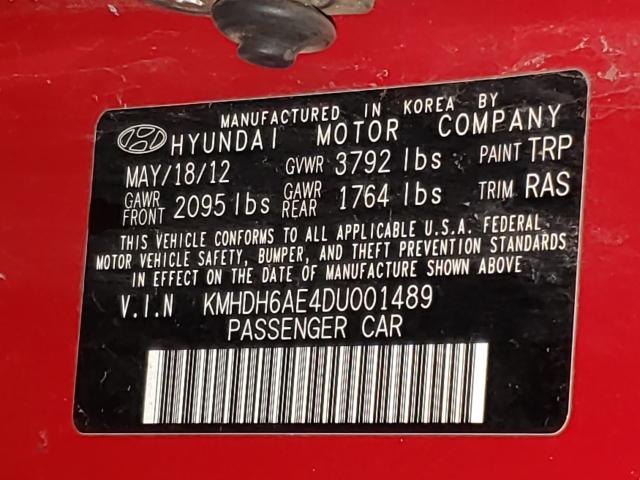 MANUFACTURED IN KOREA BY
HYUNDAI MOTOR COMPANY
MAY/18/12 GVWR 3792 lbs PAINT TRP
GAWR FRONT 2095 lbs GAWR REAR 1764 lbs TRIM RAS
THIS VEHICLE CONFORMS TO ALL APPLICABLE U.S.A. FEDERAL
MOTOR VEHICLE SAFETY, BUMPER, AND THEFT PREVENTION STANDARDS
IN EFFECT ON THE DATE OF MANUFACTURE SHOWN ABOVE
V.I.N KMHDH6AE4DU001489
PASSENGER CAR